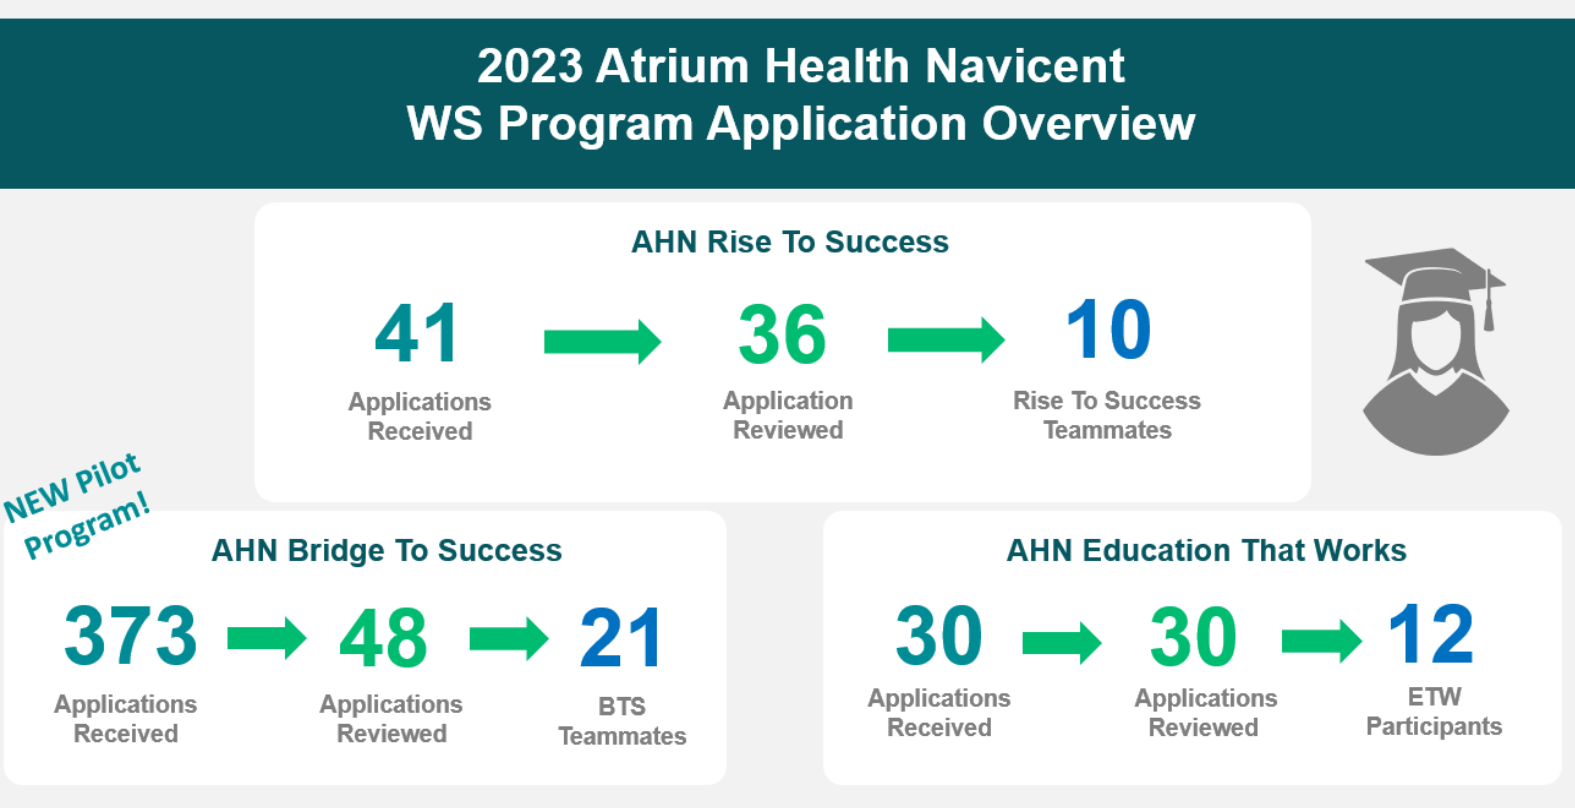 2023 Atrium Health Navicent
WS Program Application Overview
AHN Rise To Success
41
Applications
Received
36
Application
Reviewed
10
Rise To Success
Teammates
NEW Pilot
Program!
AHN Bridge To Success
373
Applications
Received
48
Applications
Reviewed
21
BTS
Teammates
AHN Education That Works
30
Applications
Received
30
Applications
Reviewed
12
ETW
Participants